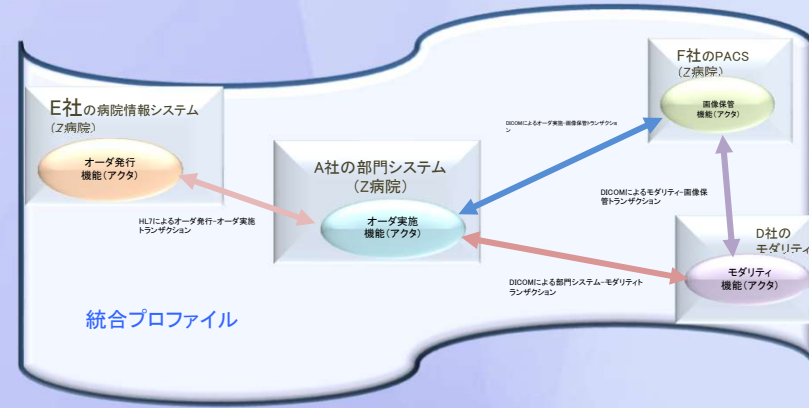 F社のPACS
(Z病院)
画像保管
機能(アクタ)
E社の病院情報システム
(Z病院)
オーダ発行
機能(アクタ)
DICOMによるオーダ実施-画像保管トランザクショ
ン
A社の部門システム
(Z病院)
オーダ実施
機能(アクタ)
DICOMによるモダリティ-画像保
管トランザクション
HL7によるオーダ発行-オーダ実施
トランザクション
D社の
モダリティ
モダリティ
機能(アクタ)
DICOMによる部門システム-モダリティト
ランザクション
統合プロファイル